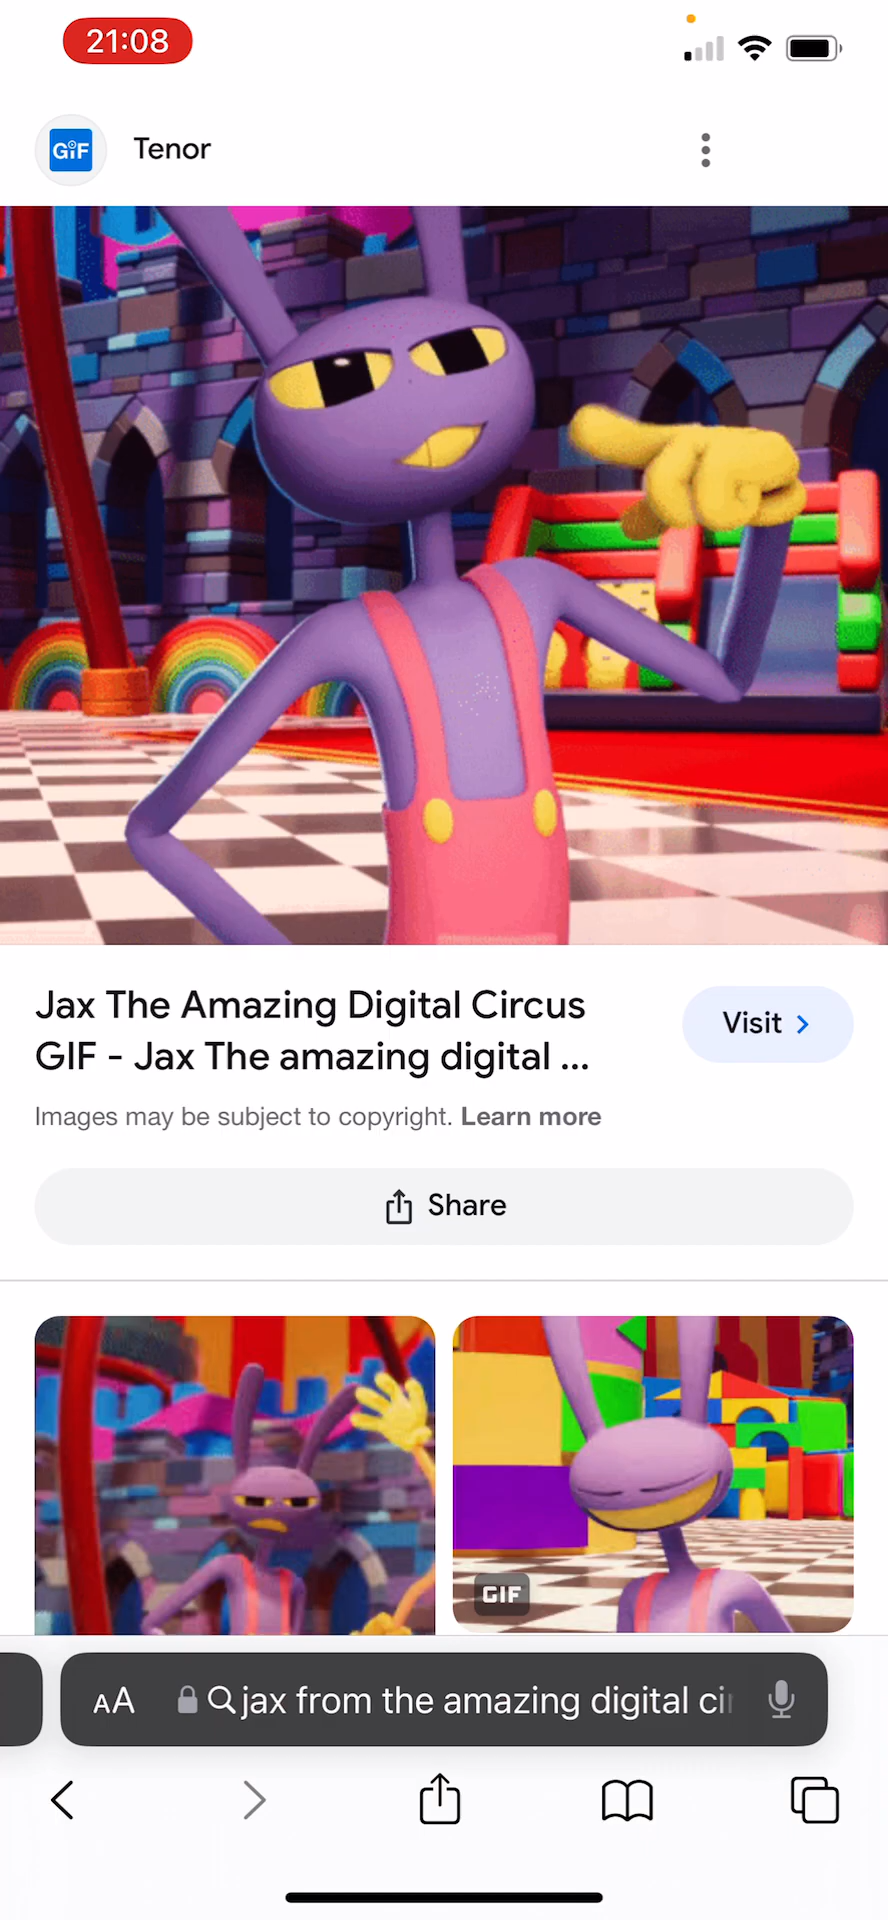 21:08
GIF
Tenor
Jax The Amazing Digital Circus
GIF - Jax The amazing digital ...
Visit
Images may be subject to copyright. Learn more
Share
GIF
AA
jax from the amazing digital cir